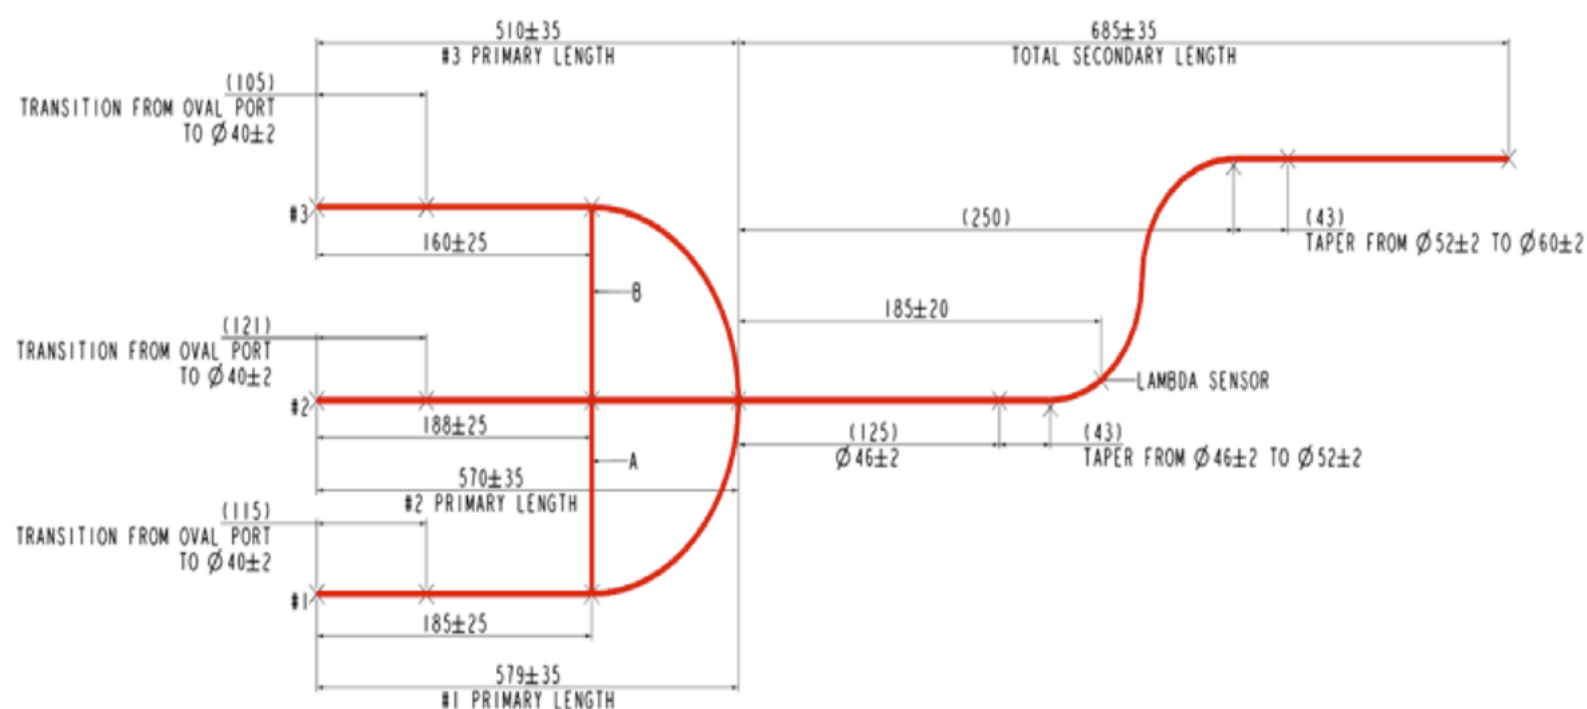 510±35
#3 PRIMARY LENGTH
685±35
TOTAL SECONDARY LENGTH
(105)
TRANSITION FROM OVAL PORT
TO Ø40±2
#3
160±25
(250)
(43)
TAPER FROM Ø52±2 TO Ø60±2
B
185±20
(121)
TRANSITION FROM OVAL PORT
TO Ø40±2
LAMBDA SENSOR
#2
188±25
(125)
Ø46±2
(43)
TAPER FROM Ø46±2 TO Ø52±2
A
570±35
#2 PRIMARY LENGTH
(115)
TRANSITION FROM OVAL PORT
TO Ø40±2
#1
185±25
579±35
#1 PRIMARY LENGTH